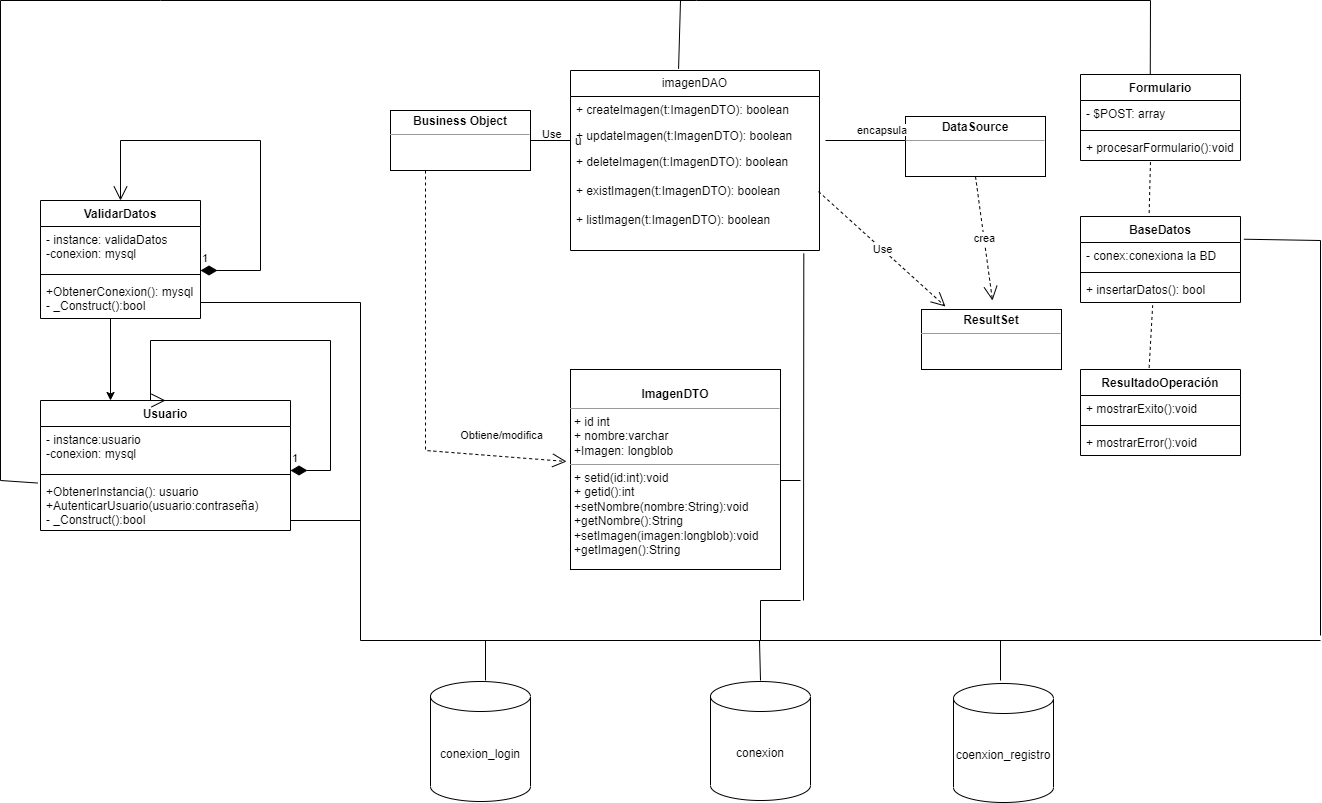 imagenDAO
+ createImagen(t:ImagenDTO): boolean
+ updateImagen(t:ImagenDTO): boolean
+ deleteImagen(t:ImagenDTO): boolean
+ existImagen(t:ImagenDTO): boolean
+ listImagen(t:ImagenDTO): boolean
Business Object
Use
u
encapsula
DataSource
crea
Use
ResultSet
Formulario
- $POST: array
+ procesarFormulario():void
BaseDatos
- conex:conexiona la BD
+ insertarDatos(): bool
ResultadoOperación
+ mostrarExito():void
+ mostrarError():void
ValidarDatos
- instance: validaDatos
-conexion: mysql
1
+ObtenerConexion(): mysql
- _Construct():bool
Usuario
- instance:usuario
-conexion: mysql
1
+ObtenerInstancia(): usuario
+AutenticarUsuario(usuario:contraseña)
- _Construct():bool
Obtiene/modifica
ImagenDTO
+ id int
+ nombre:varchar
+Imagen: longblob
+ setid(id:int):void
+ getid():int
+setNombre(nombre:String):void
+getNombre():String
+setImagen(imagen:longblob):void
+getImagen():String
conexion_login
conexion
coenxion_registro